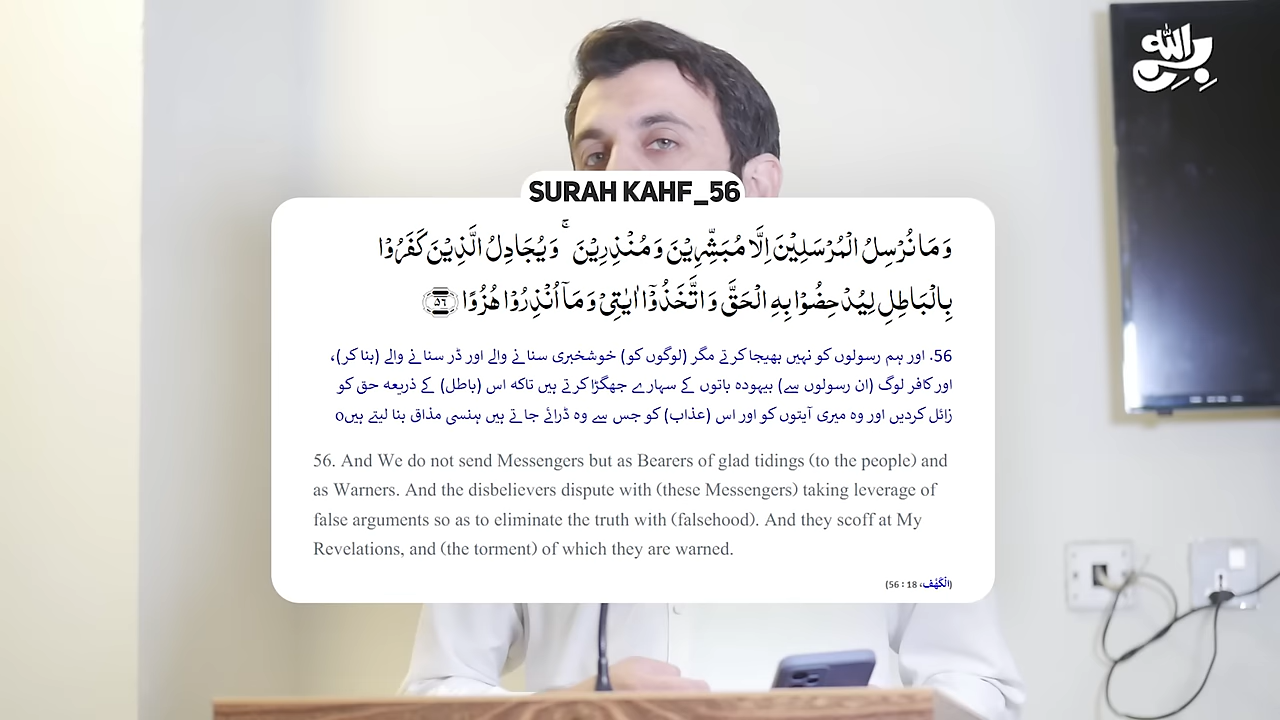 بسم الله
SURAH KAHF_56
وَمَا نُرْسِلُ الْمُرْسَلِيْنَ اِلَّا مُبَشِّرِيْنَ وَمُنْذِرِيْنَ ۚ وَيُجَادِلُ الَّذِيْنَ كَفَرُوْا
بِالْبَاطِلِ لِيُدْحِضُوْا بِهِ الْحَقَّ وَاتَّخَذُوْۤا اٰيٰتِيْ وَمَاۤ اُنْذِرُوْا هُزُوًا ۝۵۶
56. اور ہم رسولوں کو نہیں بھیجا کرتے مگر (لوگوں کو) خوشخبری سنانے والے اور ڈر سنانے والے (بنا کر)،
اور کافر لوگ (ان رسولوں سے) بیہودہ باتوں کے سہارے جھگڑا کرتے ہیں تاکہ اس (باطل) کے ذریعہ حق کو
زائل کردیں اور وہ میری آیتوں کو اور اس (عذاب) کو جس سے وہ ڈرائے جاتے ہیں ہنسی مذاق بنا لیتے ہیںo
56. And We do not send Messengers but as Bearers of glad tidings (to the people) and
as Warners. And the disbelievers dispute with (these Messengers) taking leverage of
false arguments so as to eliminate the truth with (falsehood). And they scoff at My
Revelations, and (the torment) of which they are warned.
(الْكَهْف، 18 : 56)